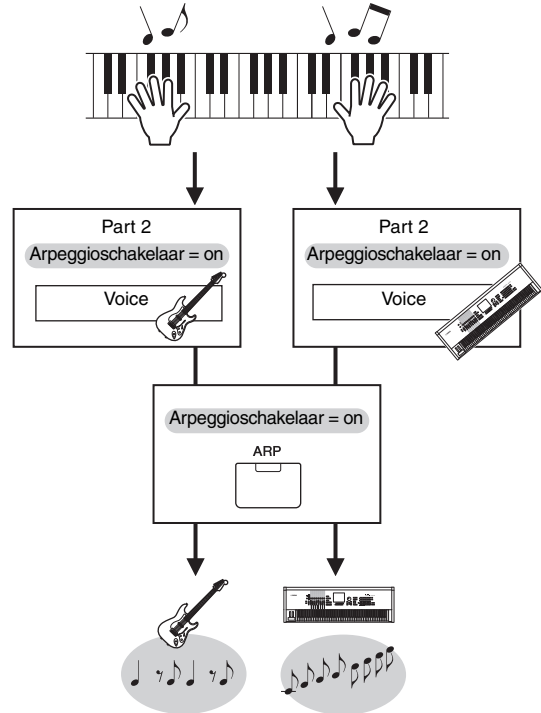 Part 2
Arpeggioschakelaar = on
Voice
Part 2
Arpeggioschakelaar = on
Voice
Arpeggioschakelaar = on
ARP